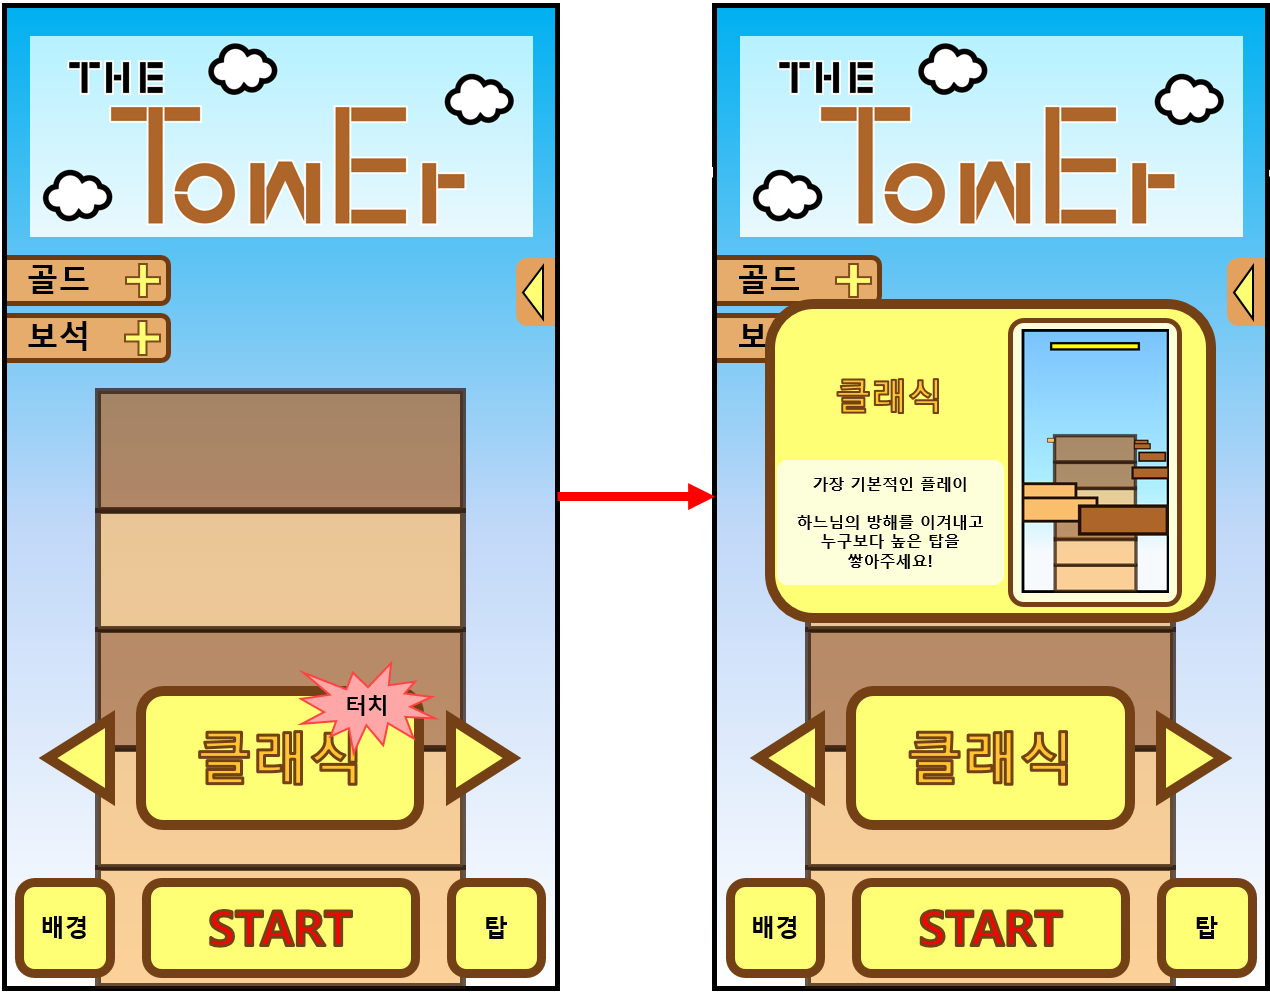 THE
TowEr
골드
보석
터치
클래식
배경
START
탑
THE
TowEr
골드
보
클래식
가장 기본적인 플레이
하느님의 방해를 이겨내고
누구보다 높은 탑을
쌓아주세요!
클래식
배경
START
탑